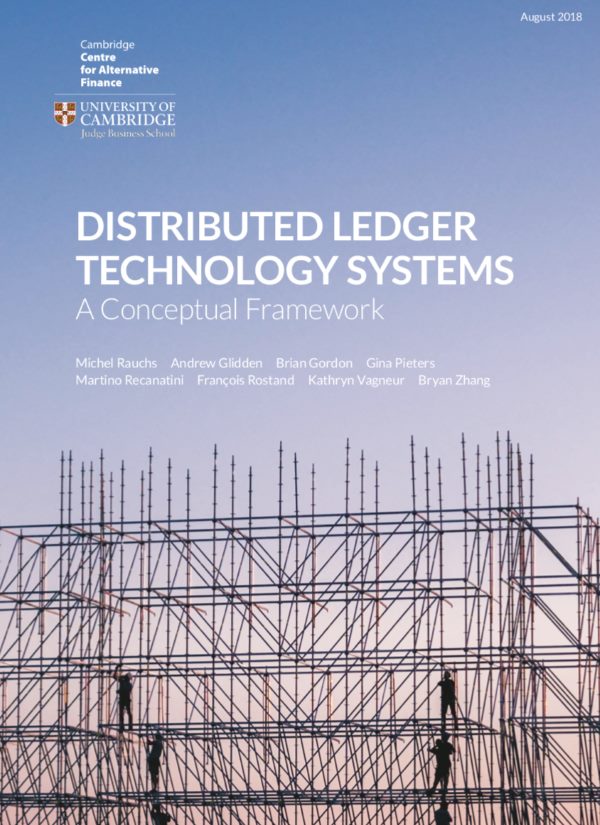 August 2018
Cambridge
Centre
for Alternative
Finance
UNIVERSITY OF
CAMBRIDGE
Judge Business School
DISTRIBUTED LEDGER
TECHNOLOGY SYSTEMS
A Conceptual Framework
Michel Rauchs Andrew Glidden Brian Gordon Gina Pieters
Martino Recanatini François Rostand Kathryn Vagneur Bryan Zhang